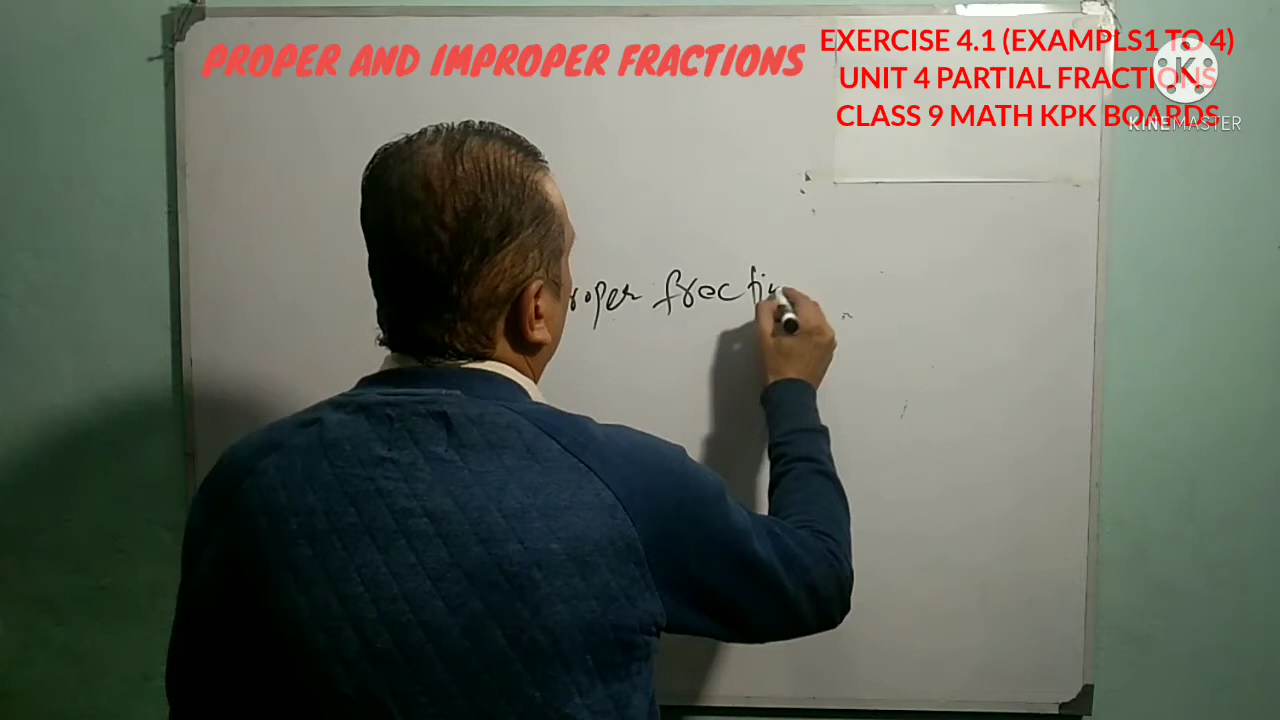 PROPER AND IMPROPER FRACTIONS
EXERCISE 4.1 (EXAMPLS1 TO 4)
UNIT 4 PARTIAL FRACTIONS
CLASS 9 MATH KPK BOARDS
KINEMASTER
roper fractio